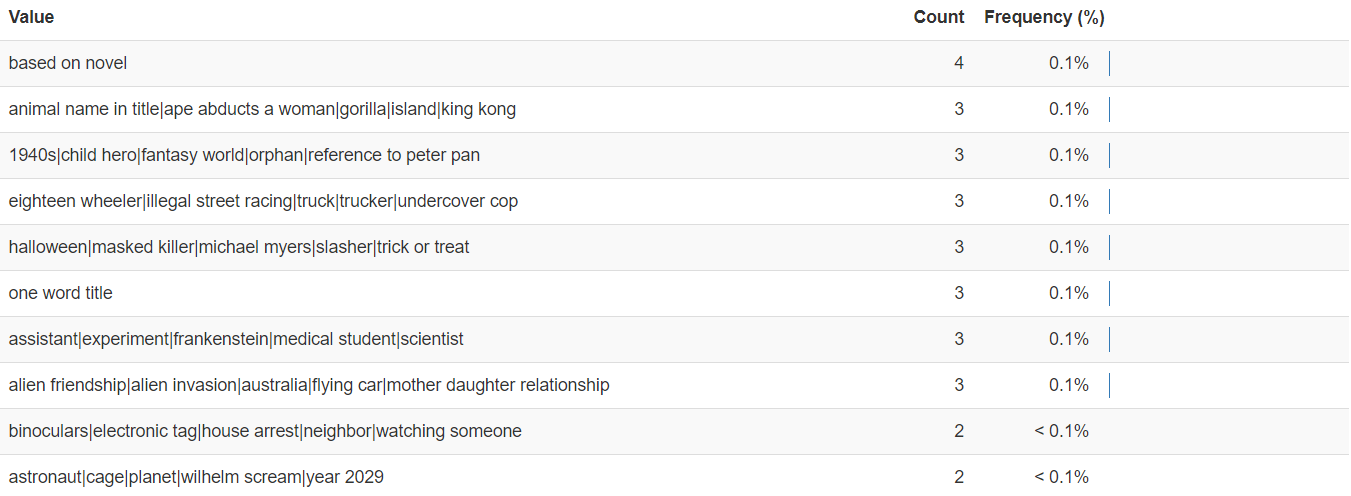 Value Count Frequency (%)
based on novel 4 0.1%
animal name in title|ape abducts a woman|gorilla|island|king kong 3 0.1%
1940s|child hero|fantasy world|orphan|reference to peter pan 3 0.1%
eighteen wheeler|illegal street racing|truck|trucker|undercover cop 3 0.1%
halloween|masked killer|michael myers|slasher|trick or treat 3 0.1%
one word title 3 0.1%
assistant|experiment|frankenstein|medical student|scientist 3 0.1%
alien friendship|alien invasion|australia|flying car|mother daughter relationship 3 0.1%
binoculars|electronic tag|house arrest|neighbor|watching someone 2 < 0.1%
astronaut|cage|planet|wilhelm scream|year 2029 2 < 0.1%